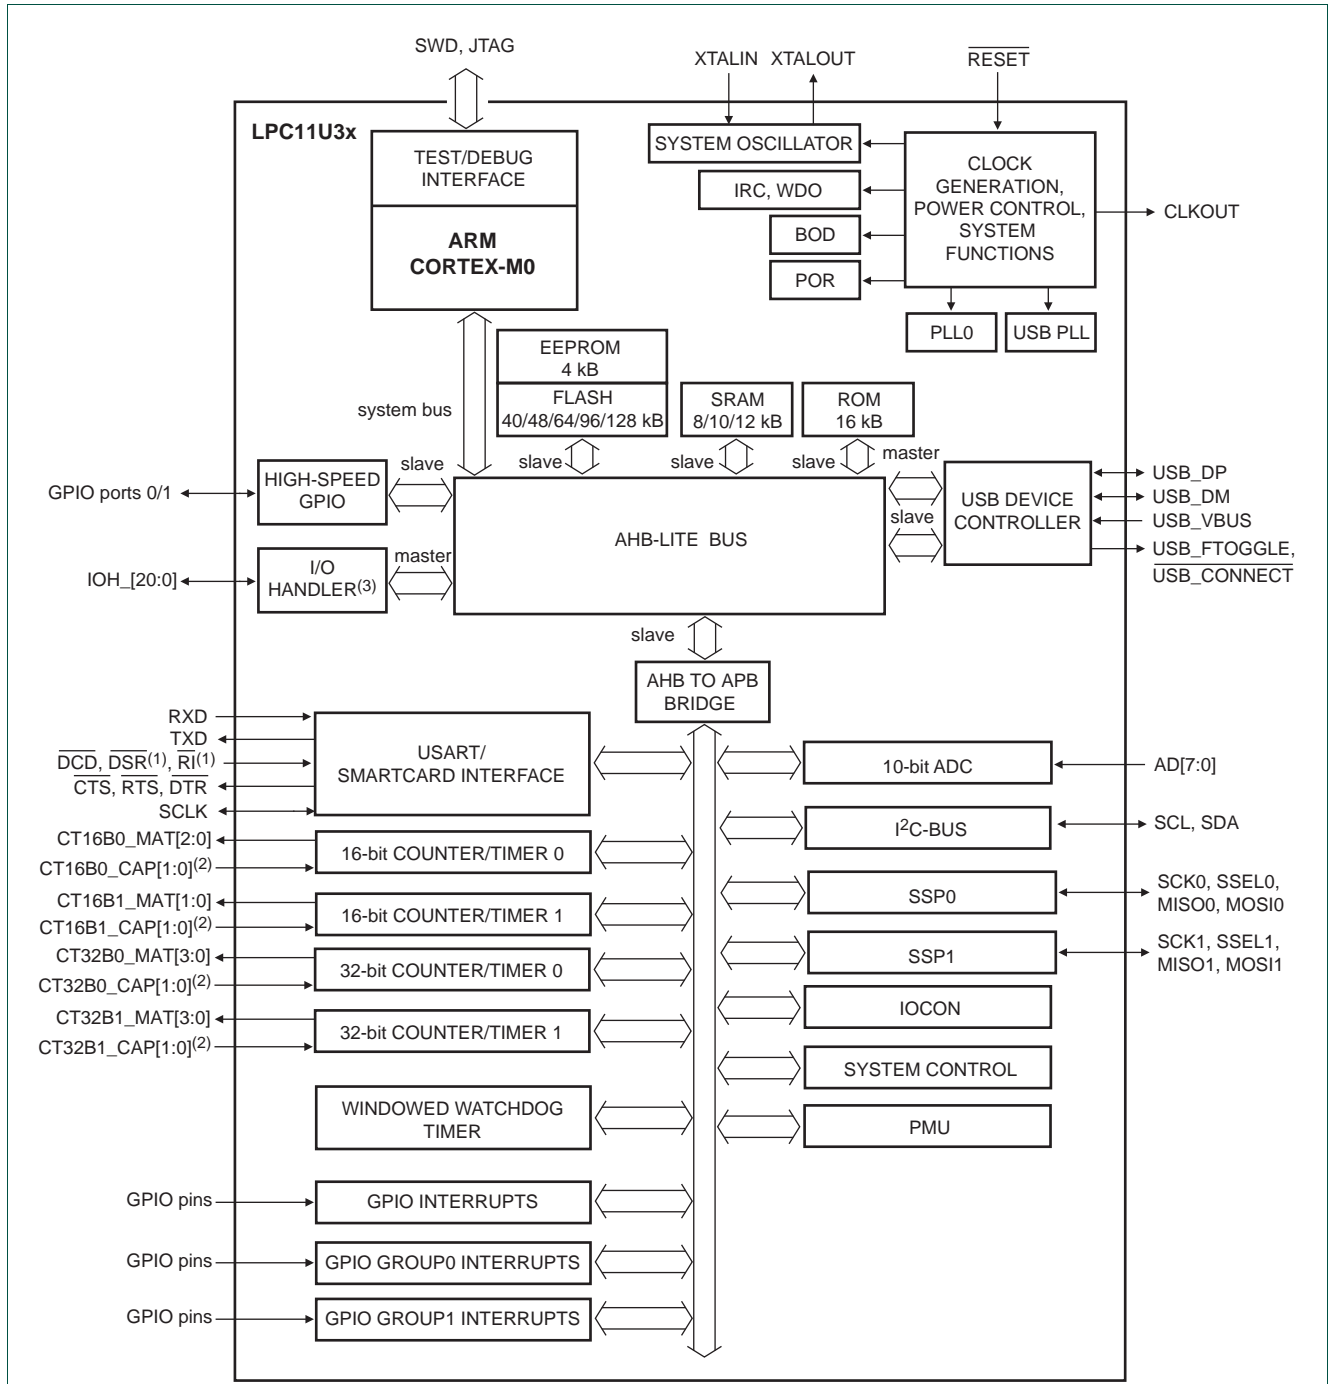 SWD, JTAG
XTALIN XTALOUT
RESET
LPC11U3x
TEST/DEBUG
INTERFACE
ARM
CORTEX-M0
SYSTEM OSCILLATOR
IRC, WDO
BOD
POR
CLOCK
GENERATION,
POWER CONTROL,
SYSTEM
FUNCTIONS
CLKOUT
PLL0
USB PLL
system bus
EEPROM
4 kB
FLASH
40/48/64/96/128 kB
SRAM
8/10/12 kB
ROM
16 kB
slave
slave
slave
slave
master
GPIO ports 0/1
HIGH-SPEED
GPIO
AHB-LITE BUS
slave
USB DEVICE
CONTROLLER
USB_DP
USB_DM
USB_VBUS
USB_FTOGGLE,
USB_CONNECT
IOH_[20:0]
I/O
HANDLER(3)
master
slave
AHB TO APB
BRIDGE
RXD
TXD
DCD, DSR(1), RI(1)
CTS, RTS, DTR
SCLK
USART/
SMARTCARD INTERFACE
CT16B0_MAT[2:0]
CT16B0_CAP[1:0](2)
16-bit COUNTER/TIMER 0
CT16B1_MAT[1:0]
CT16B1_CAP[1:0](2)
16-bit COUNTER/TIMER 1
CT32B0_MAT[3:0]
CT32B0_CAP[1:0](2)
32-bit COUNTER/TIMER 0
CT32B1_MAT[3:0]
CT32B1_CAP[1:0](2)
32-bit COUNTER/TIMER 1
WINDOWED WATCHDOG
TIMER
GPIO pins
GPIO INTERRUPTS
GPIO pins
GPIO GROUP0 INTERRUPTS
GPIO pins
GPIO GROUP1 INTERRUPTS
10-bit ADC
AD[7:0]
I2C-BUS
SCL, SDA
SSP0
SCK0, SSEL0,
MISO0, MOSI0
SSP1
SCK1, SSEL1,
MISO1, MOSI1
IOCON
SYSTEM CONTROL
PMU